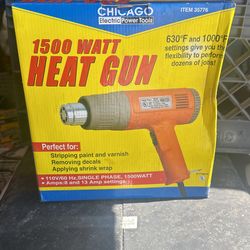 CHICAGO
Electric Power Tools
ITEM 35776
1500 WATT
HEAT GUN
630°F and 1000°F
settings give you the
flexibility to perform
dozens of jobs!
Perfect for:
Stripping paint and varnish
Removing decals
Applying shrink wrap
• 110V/60 Hz, SINGLE PHASE, 1500WATT
• Amps: 8 and 13 Amp settings